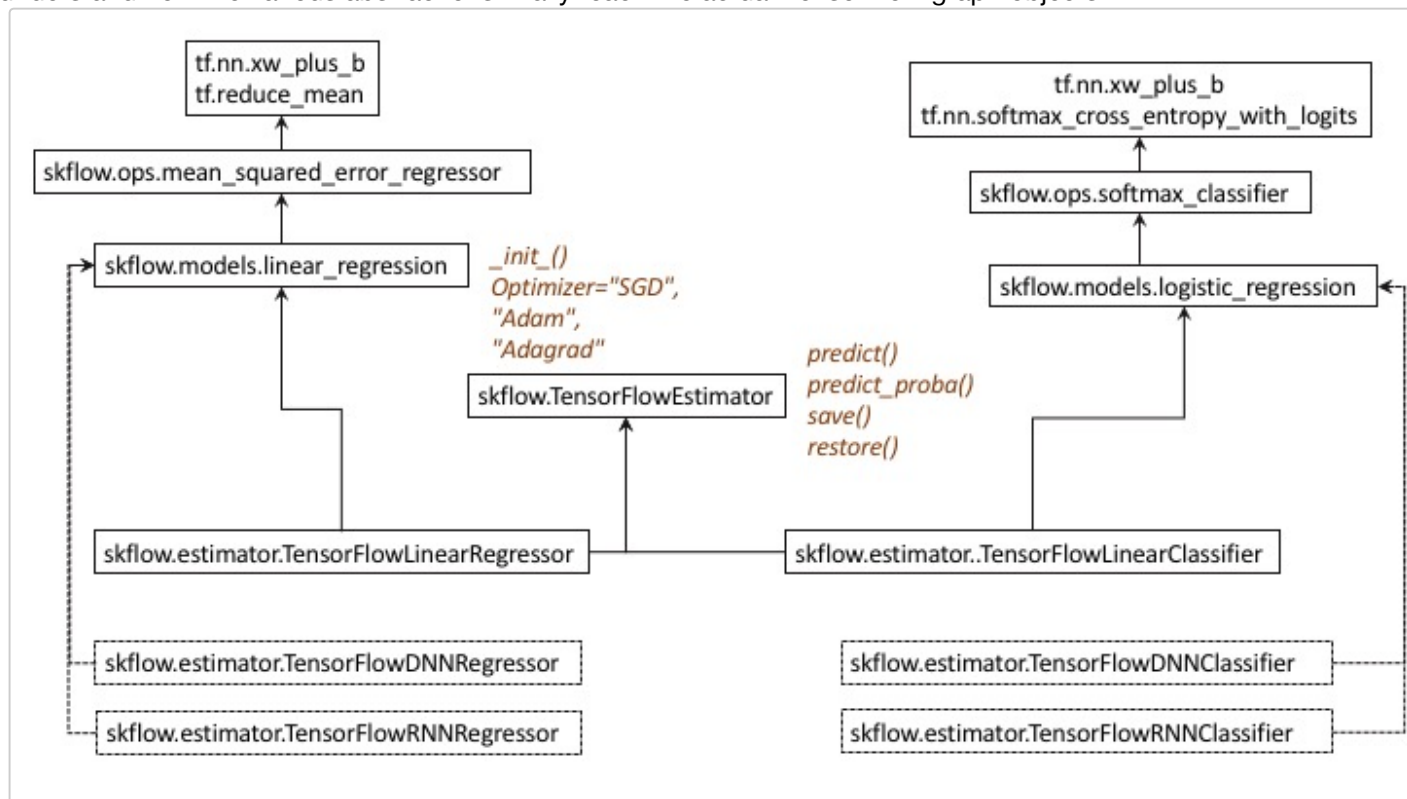 tf.nn.xw_plus_b
tf.reduce_mean
tf.nn.xw_plus_b
tf.nn.softmax_cross_entropy_with_logits
skflow.ops.mean_squared_error_regressor
skflow.ops.softmax_classifier
skflow.models.linear_regression
_init_()
Optimizer="SGD",
"Adam",
"Adagrad"
skflow.models.logistic_regression
predict()
predict_proba()
save()
restore()
skflow.TensorFlowEstimator
skflow.estimator.TensorFlowLinearRegressor
skflow.estimator..TensorFlowLinearClassifier
skflow.estimator.TensorFlowDNNRegressor
skflow.estimator.TensorFlowDNNClassifier
skflow.estimator.TensorFlowRNNRegressor
skflow.estimator.TensorFlowRNNClassifier